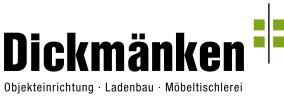 Dickmänken
Objekteinrichtung · Ladenbau · Möbeltischlerei